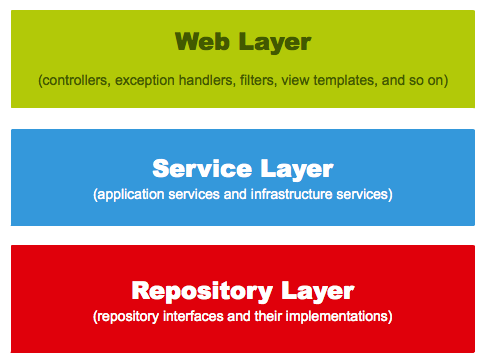 Web Layer
(controllers, exception handlers, filters, view templates, and so on)
Service Layer
(application services and infrastructure services)
Repository Layer
(repository interfaces and their implementations)